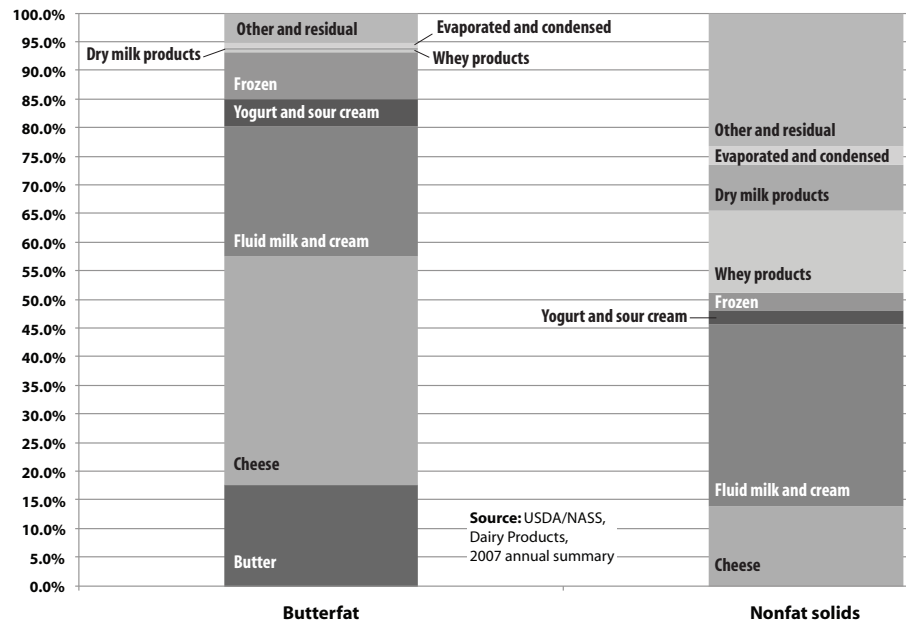 100.0%
95.0%
90.0%
85.0%
80.0%
75.0%
70.0%
65.0%
60.0%
55.0%
50.0%
45.0%
40.0%
35.0%
30.0%
25.0%
20.0%
15.0%
10.0%
5.0%
0.0%
Other and residual
Evaporated and condensed
Dry milk products
Whey products
Frozen
Yogurt and sour cream
Fluid milk and cream
Cheese
Butter
Butterfat
Source: USDA/NASS,
Dairy Products,
2007 annual summary
Other and residual
Evaporated and condensed
Dry milk products
Whey products
Frozen
Yogurt and sour cream
Fluid milk and cream
Cheese
Nonfat solids